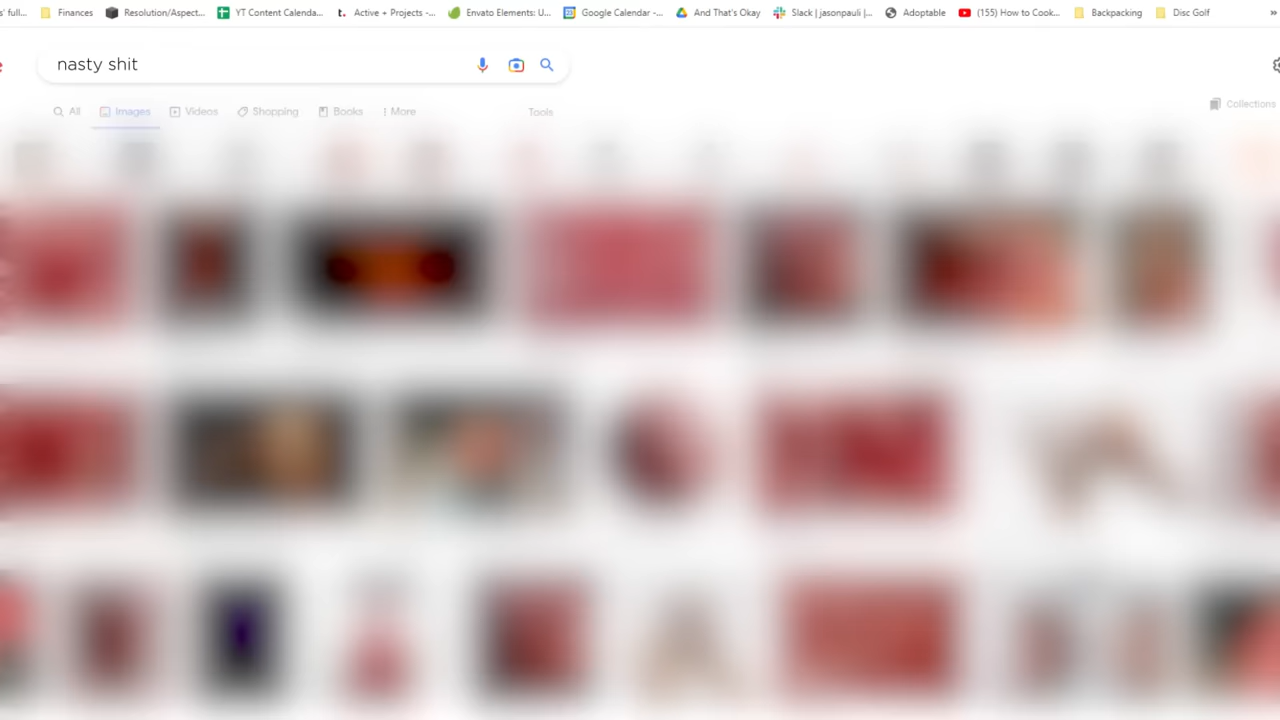 s' full... Finances Resolution/Aspect... YT Content Calenda... t. Active + Projects -... Envato Elements: U... Google Calendar -... And That's Okay Slack | jasonpauli |... Adoptable (155) How to Cook... Backpacking Disc Golf »
nasty shit
All Images Videos Shopping Books More Tools Collections